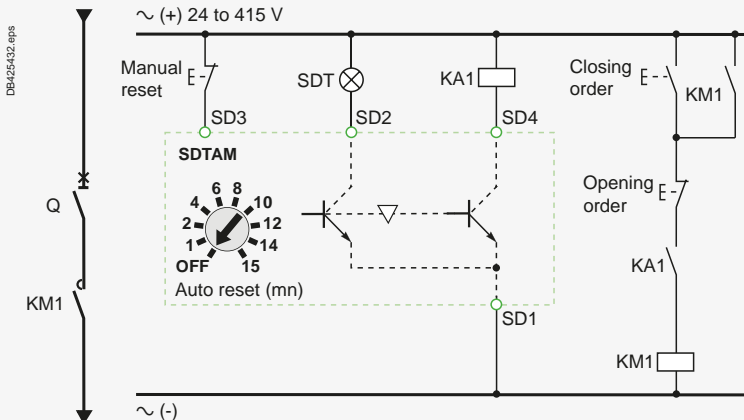 DB425432.eps
∼ (+) 24 to 415 V
Manual
reset
SDT
KA1
Closing
order
KM1
SD3
SD2
SD4
SDTAM
Q
6 8
4 10
2 12
1 14
OFF 15
Auto reset (mn)
Opening
order
KA1
KM1
SD1
KM1
∼ (-)